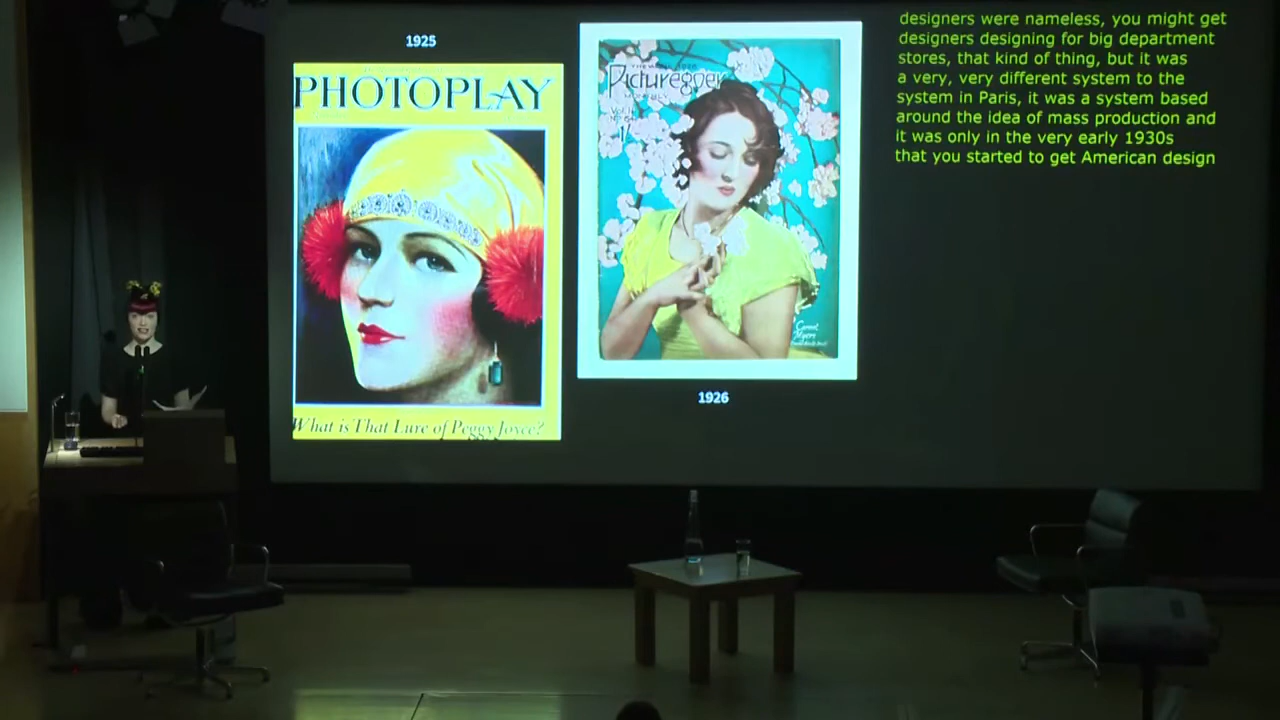 1925
PHOTOPLAY
What is That Lure of Peggy Joyce?
Picturegoer
MONTHLY
1926
designers were nameless, you might get
designers designing for big department
stores, that kind of thing, but it was
a very, very different system to the
system in Paris, it was a system based
around the idea of mass production and
it was only in the very early 1930s
that you started to get American design